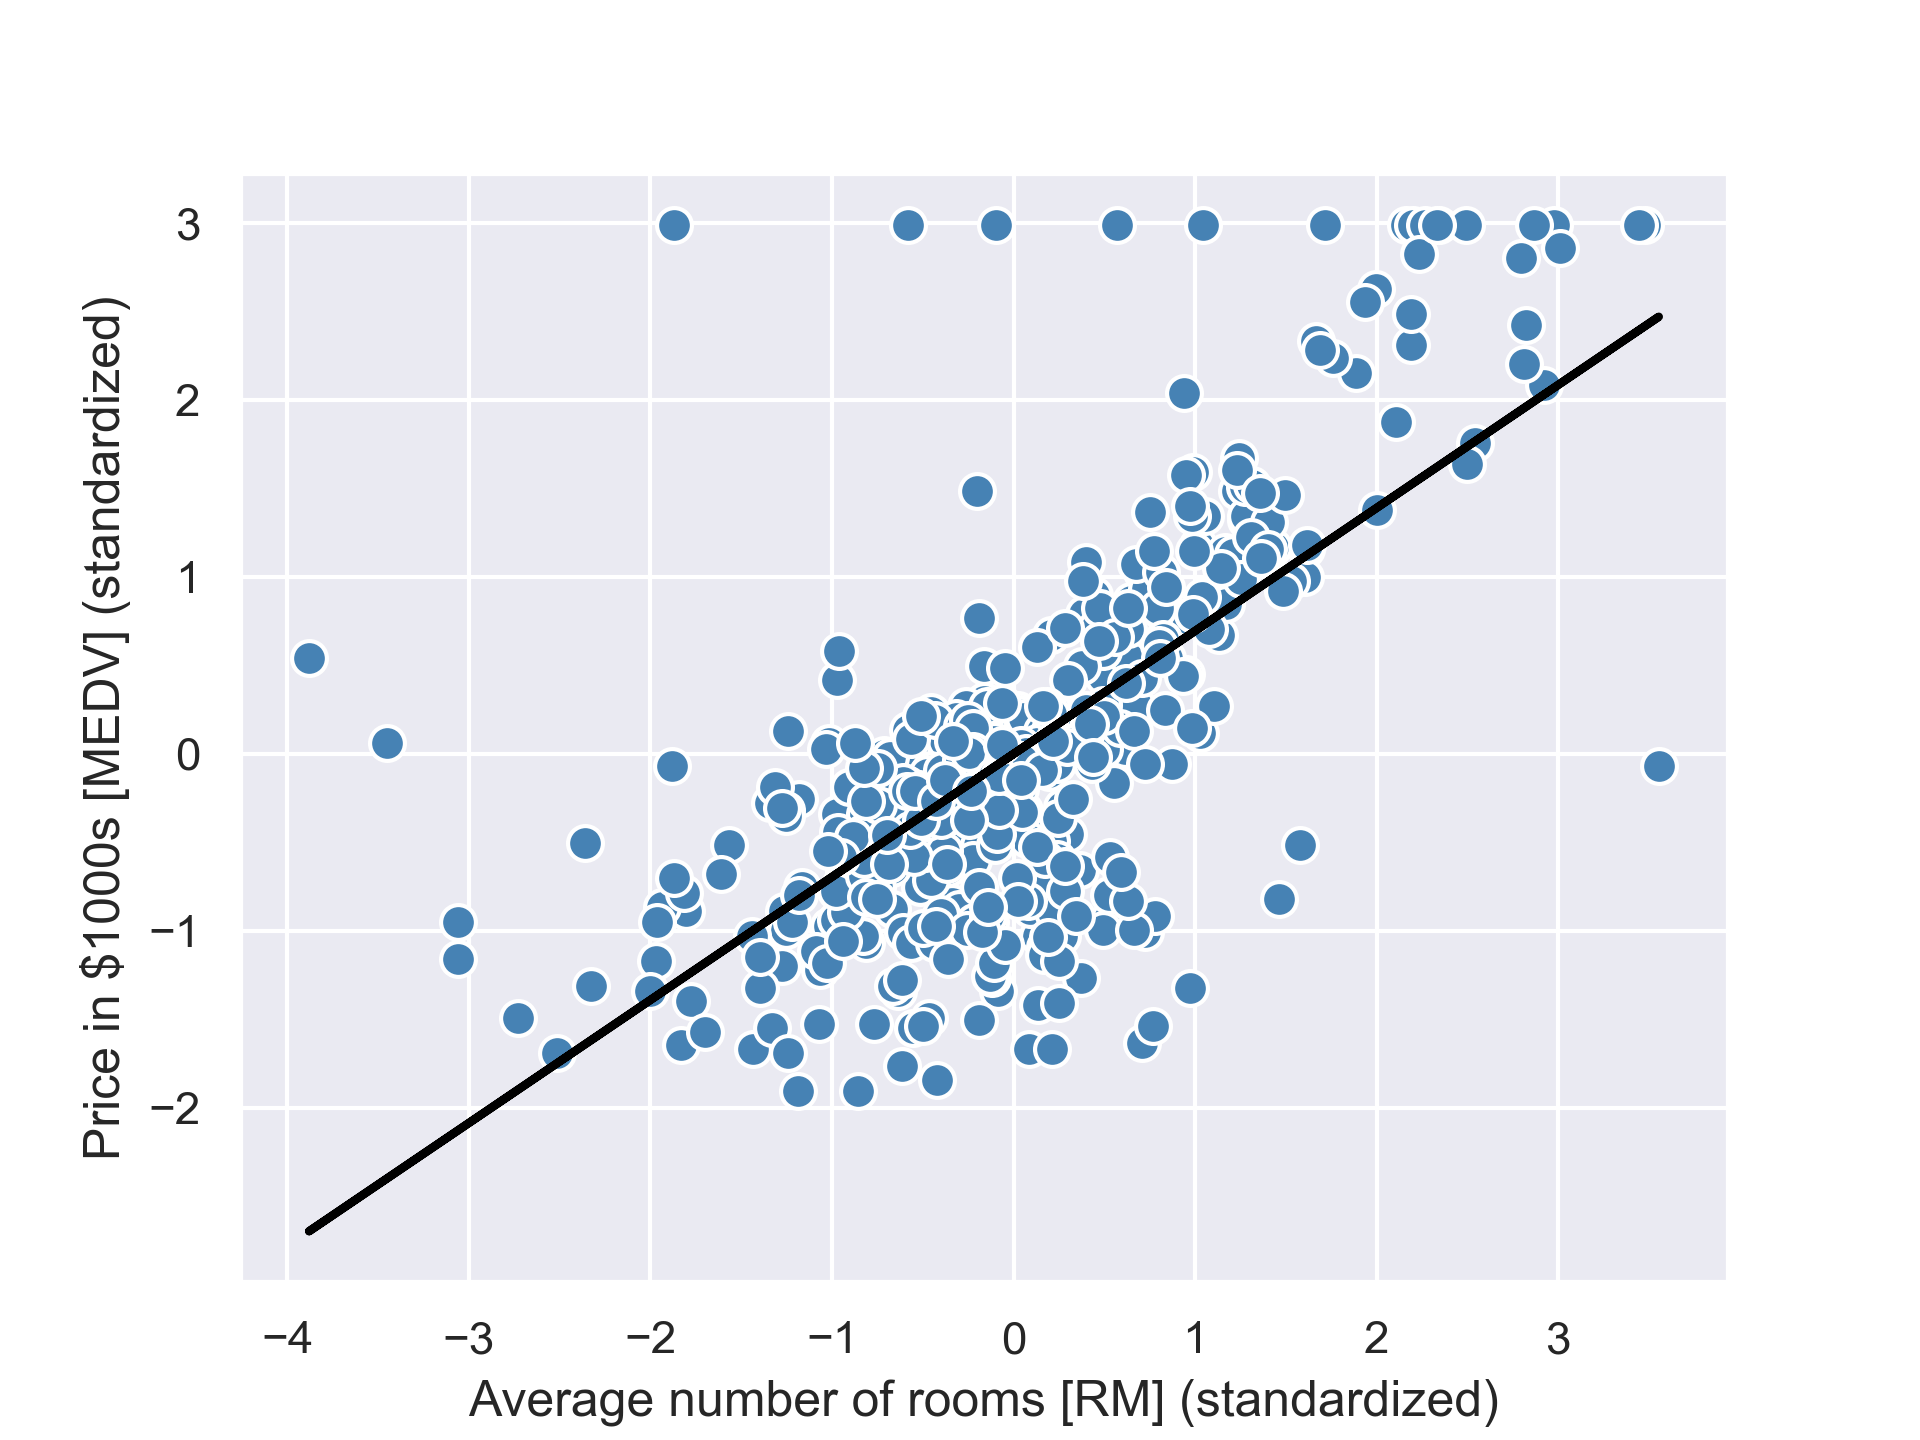 3
2
1
0
−1
−2
Price in $1000s [MEDV] (standardized)
−4 −3 −2 −1 0 1 2 3
Average number of rooms [RM] (standardized)